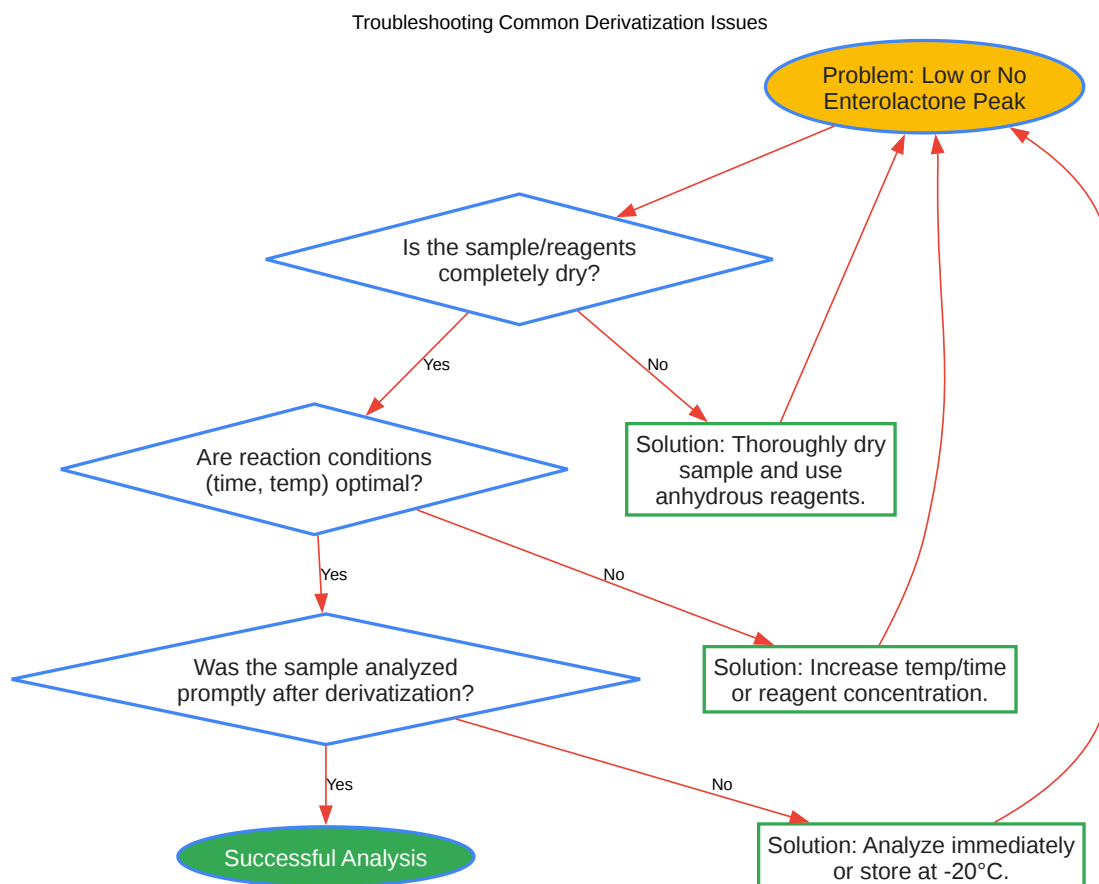 Troubleshooting Common Derivatization Issues
Problem: Low or No
Enterolactone Peak
Is the sample/reagents
completely dry?
Yes
No
Are reaction conditions
(time, temp) optimal?
Solution: Thoroughly dry
sample and use
anhydrous reagents.
Yes
No
Was the sample analyzed
promptly after derivatization?
Solution: Increase temp/time
or reagent concentration.
Yes
No
Successful Analysis
Solution: Analyze immediately
or store at -20°C.